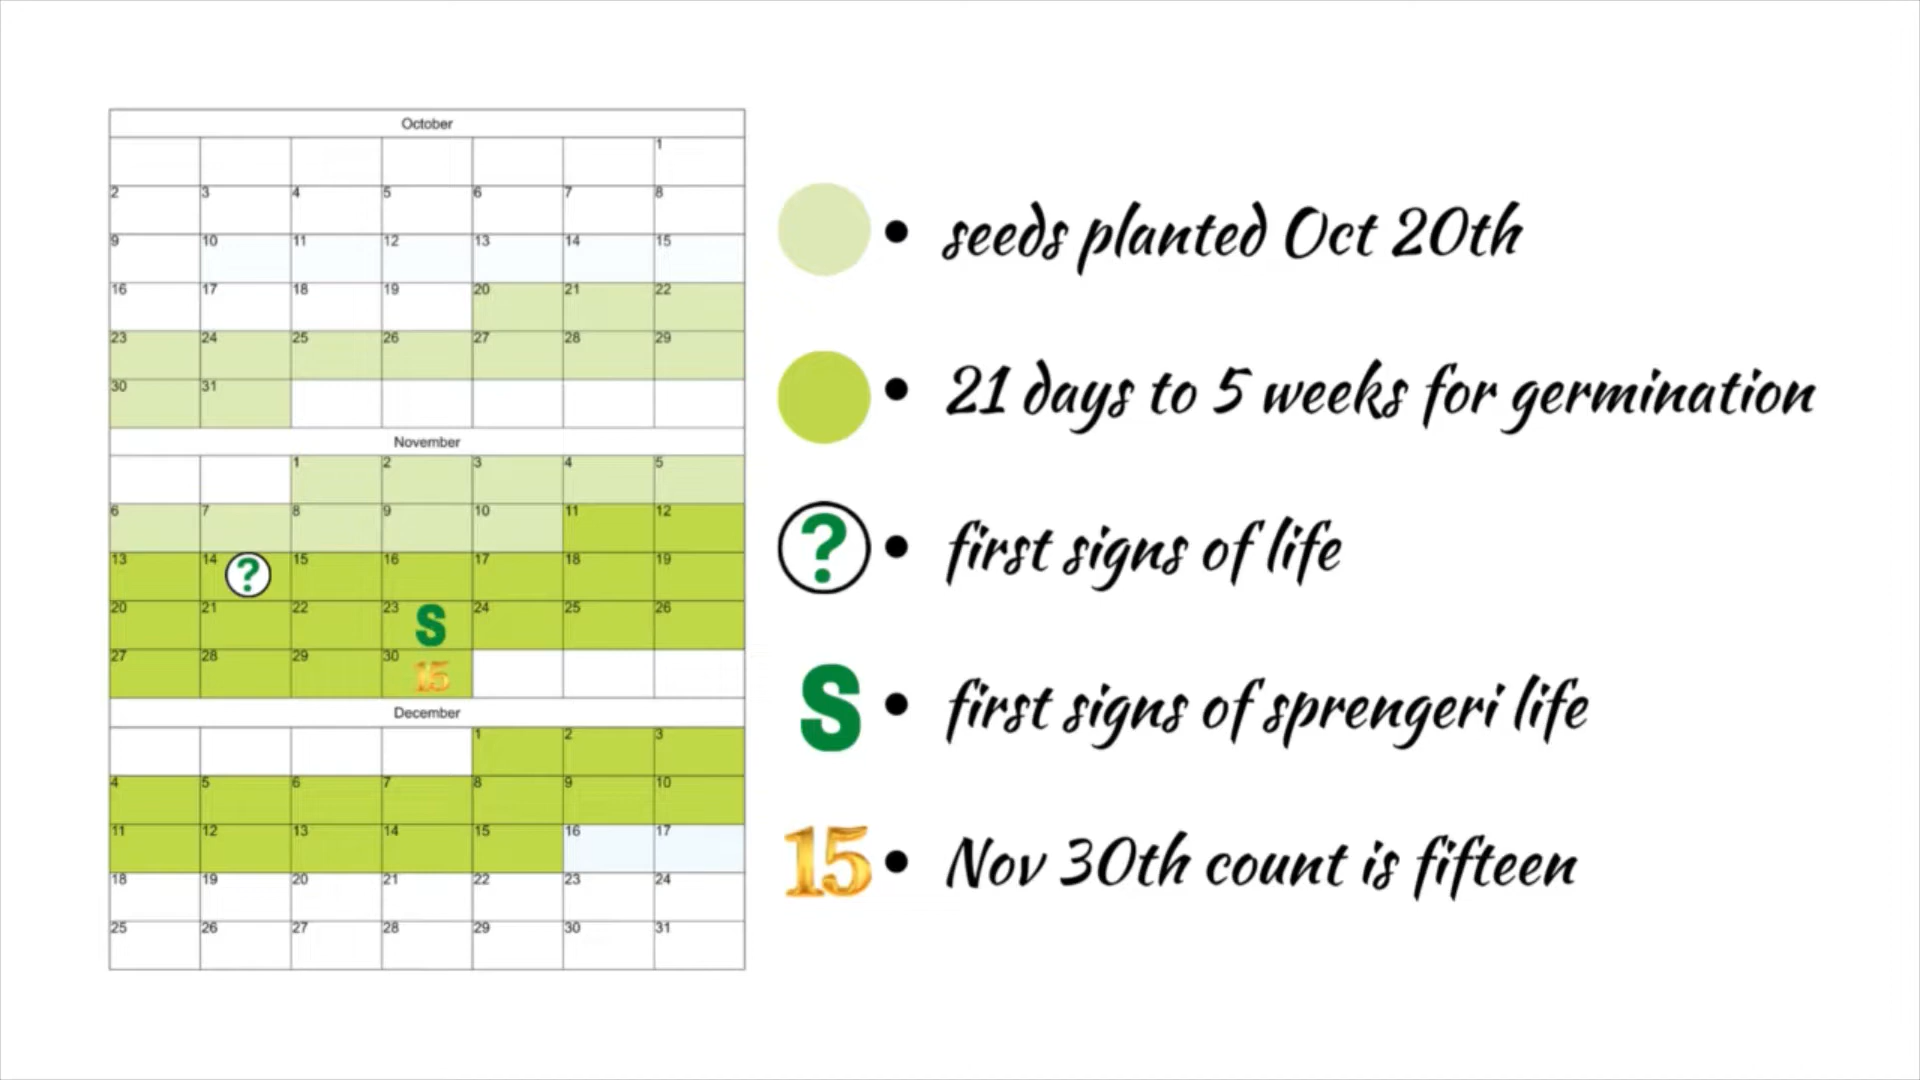 October
1
2 3 4 5 6 7 8
9 10 11 12 13 14 15
16 17 18 19 20 21 22
23 24 25 26 27 28 29
30 31
November
1 2 3 4 5
6 7 8 9 10 11 12
13 14 ? 15 16 17 18 19
20 21 22 23 S 24 25 26
27 28 29 30 15
December
1 2 3
4 5 6 7 8 9 10
11 12 13 14 15 16 17
18 19 20 21 22 23 24
25 26 27 28 29 30 31
• seeds planted Oct 20th
• 21 days to 5 weeks for germination
? • first signs of life
S • first signs of sprengeri life
15 • Nov 30th count is fifteen